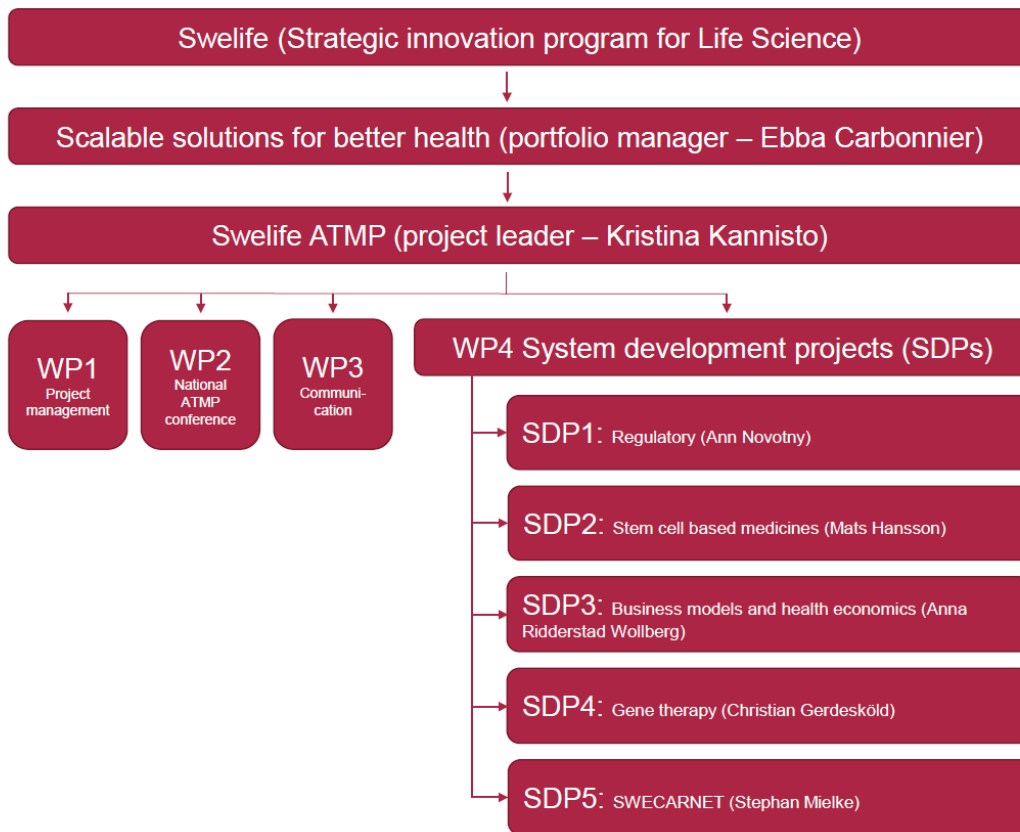 Swelife (Strategic innovation program for Life Science)
Scalable solutions for better health (portfolio manager – Ebba Carbonnier)
Swelife ATMP (project leader – Kristina Kannisto)
WP1
Project
management
WP2
National
ATMP
conference
WP3
Communi-
cation
WP4 System development projects (SDPs)
SDP1: Regulatory (Ann Novotny)
SDP2: Stem cell based medicines (Mats Hansson)
SDP3: Business models and health economics (Anna
Ridderstad Wollberg)
SDP4: Gene therapy (Christian Gerdesköld)
SDP5: SWECARNET (Stephan Mielke)